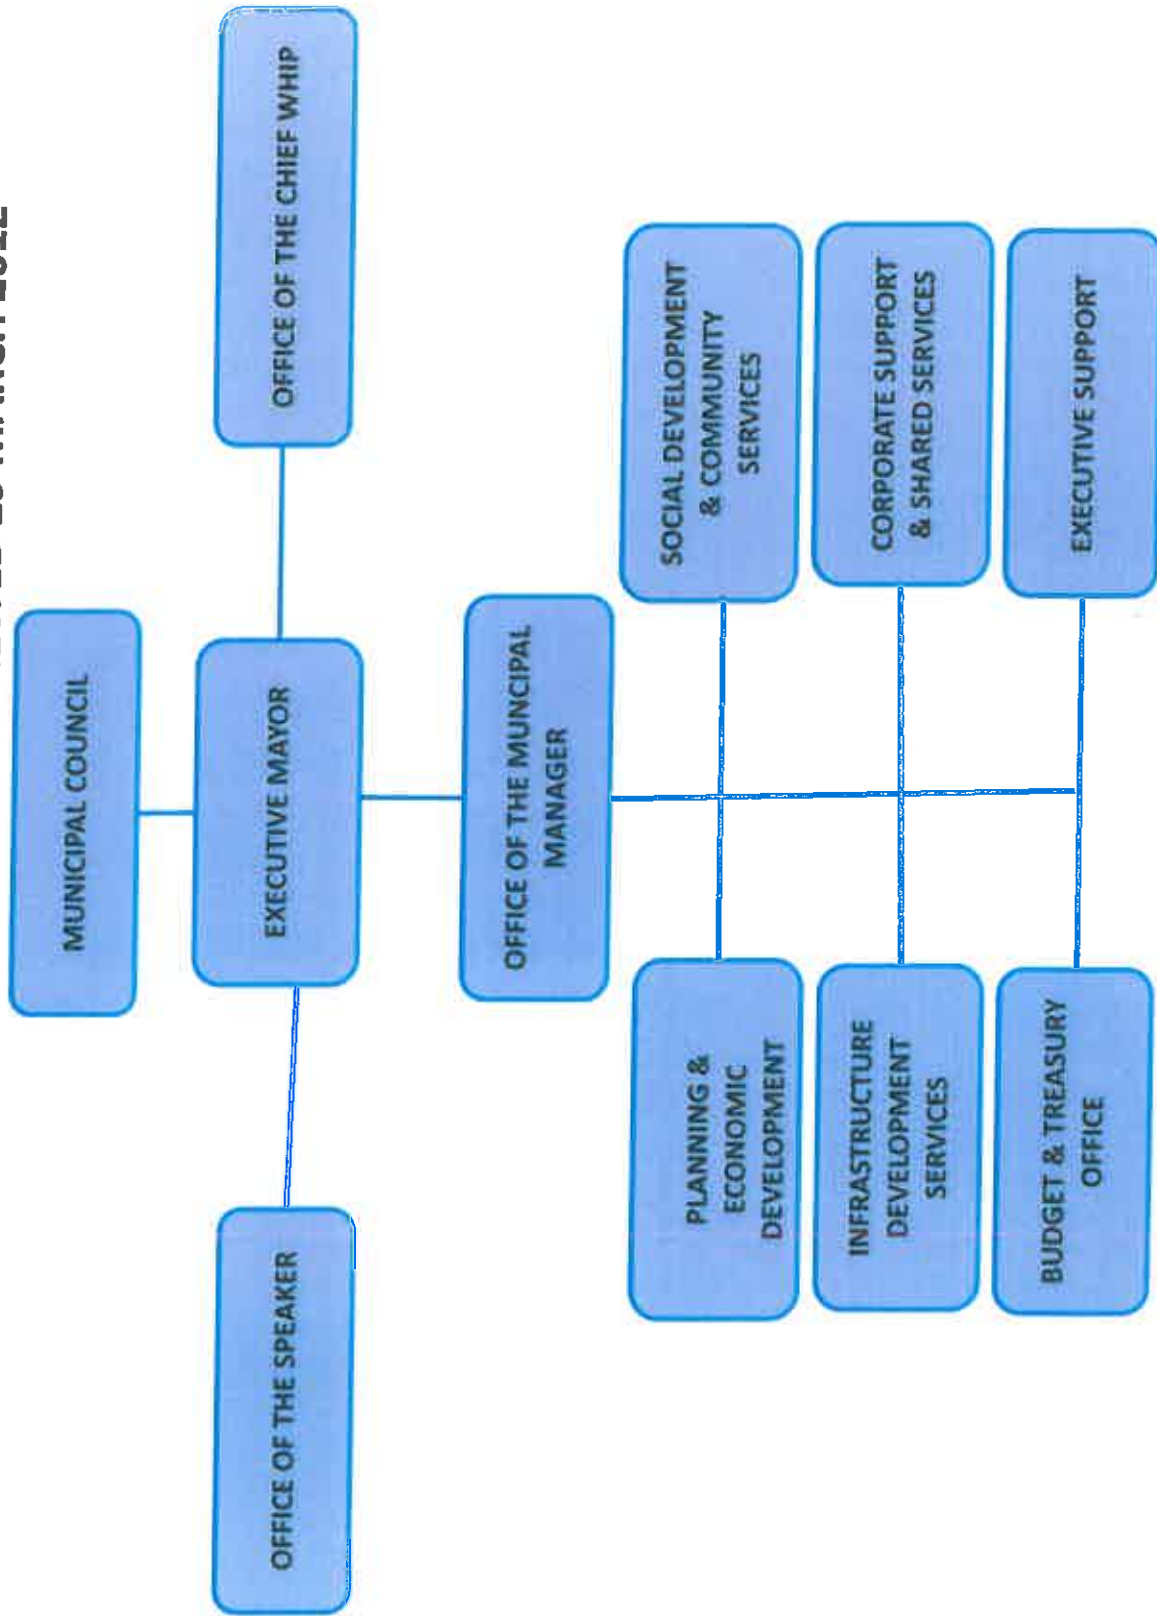 MUNICIPAL COUNCIL
OFFICE OF THE SPEAKER
EXECUTIVE MAYOR
OFFICE OF THE CHIEF WHIP
OFFICE OF THE MUNICIPAL
MANAGER
PLANNING &
ECONOMIC
DEVELOPMENT
SOCIAL DEVELOPMENT
& COMMUNITY
SERVICES
INFRASTRUCTURE
DEVELOPMENT
SERVICES
CORPORATE SUPPORT
& SHARED SERVICES
BUDGET & TREASURY
OFFICE
EXECUTIVE SUPPORT